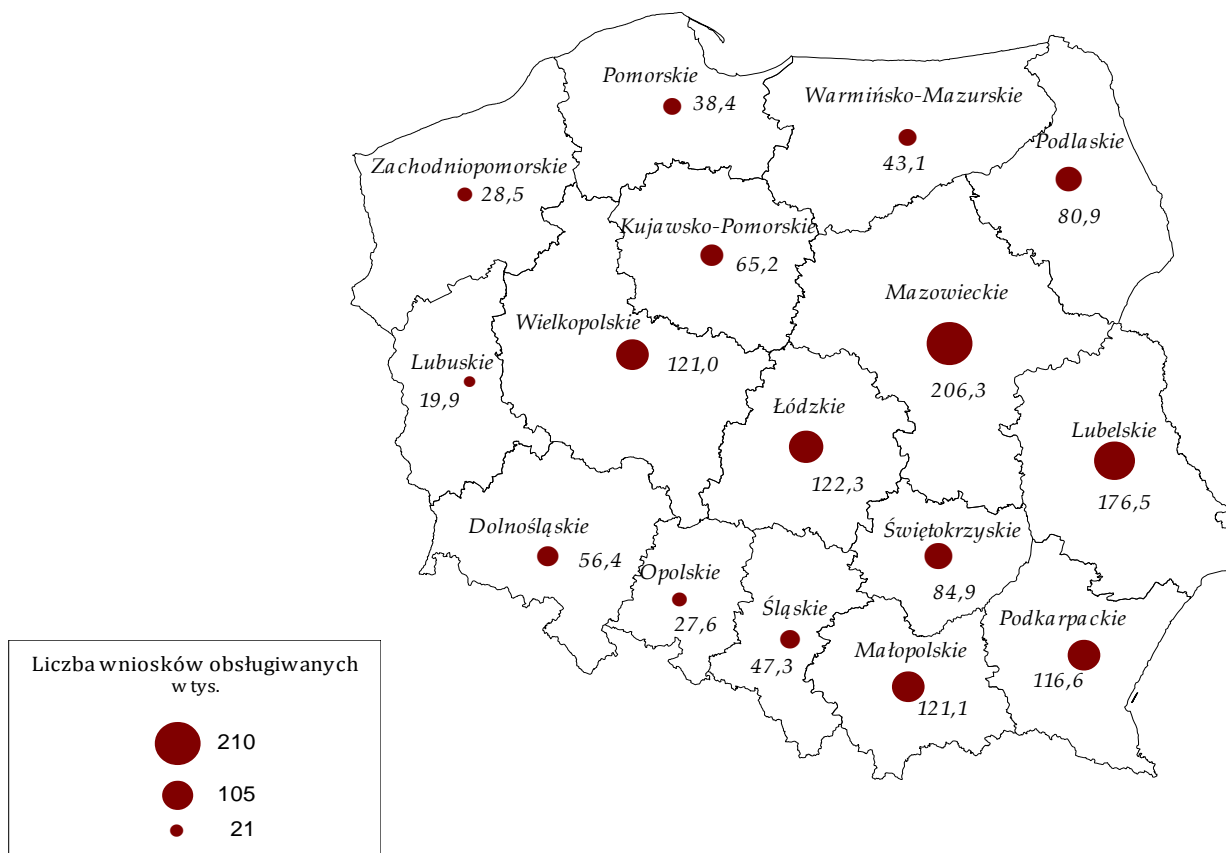 Pomorskie
38,4
Warmińsko-Mazurskie
43,1
Podlaskie
80,9
Zachodniopomorskie
28,5
Kujawsko-Pomorskie
65,2
Mazowieckie
206,3
Wielkopolskie
121,0
Lubuskie
19,9
Łódzkie
122,3
Lubelskie
176,5
Dolnośląskie
56,4
Opolskie
27,6
Śląskie
47,3
Świętokrzyskie
84,9
Małopolskie
121,1
Podkarpackie
116,6
Liczba wniosków obsługiwanych
w tys.
210
105
21